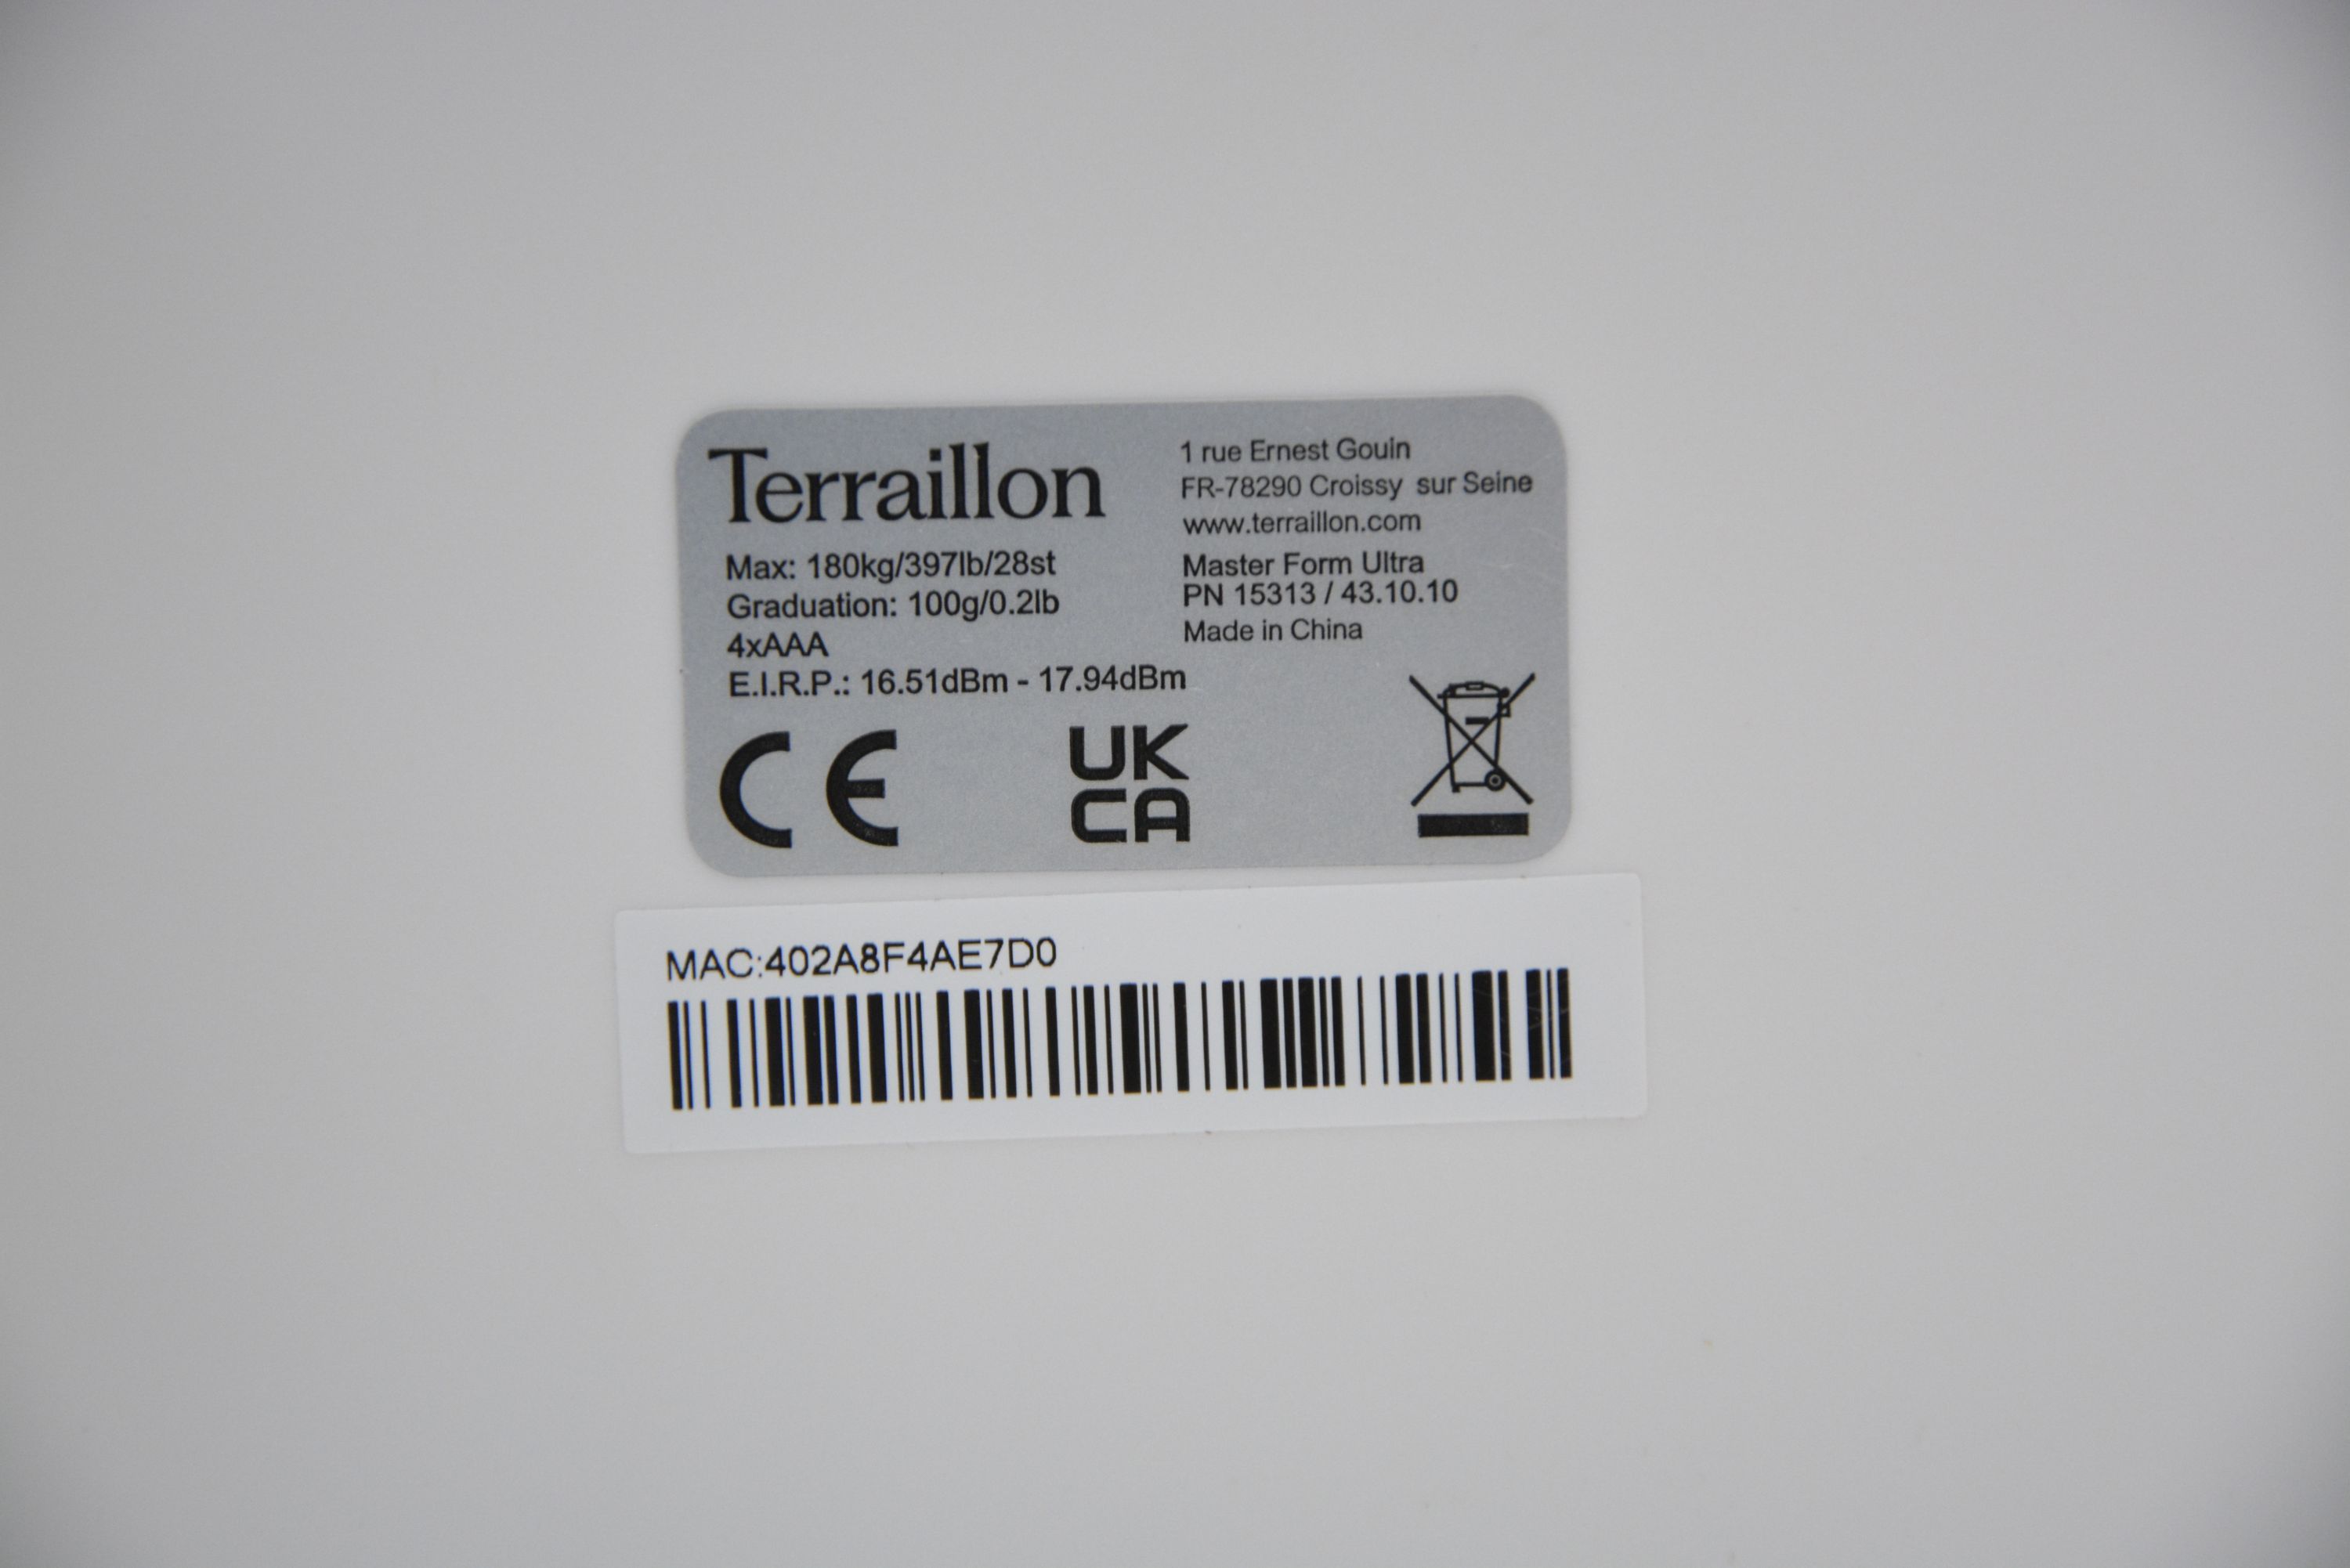 Terraillon
Max: 180kg/397lb/28st
Graduation: 100g/0.2lb
4xAAA
E.I.R.P.: 16.51dBm - 17.94dBm
1 rue Ernest Gouin
FR-78290 Croissy sur Seine
www.terraillon.com
Master Form Ultra
PN 15313 / 43.10.10
Made in China
CE
UK
CA
MAC:402A8F4AE7D0